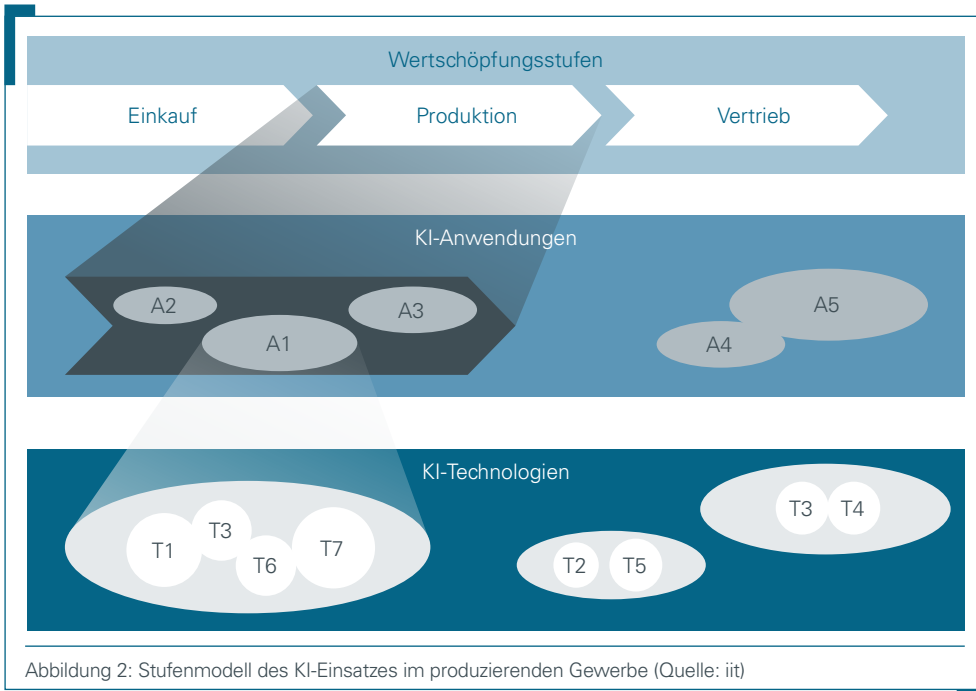 Wertschöpfungsstufen
Einkauf
Produktion
Vertrieb
KI-Anwendungen
A2
A1
A3
A4
A5
KI-Technologien
T1
T3
T6
T7
T2
T5
T3
T4
Abbildung 2: Stufenmodell des KI-Einsatzes im produzierenden Gewerbe (Quelle: iit)